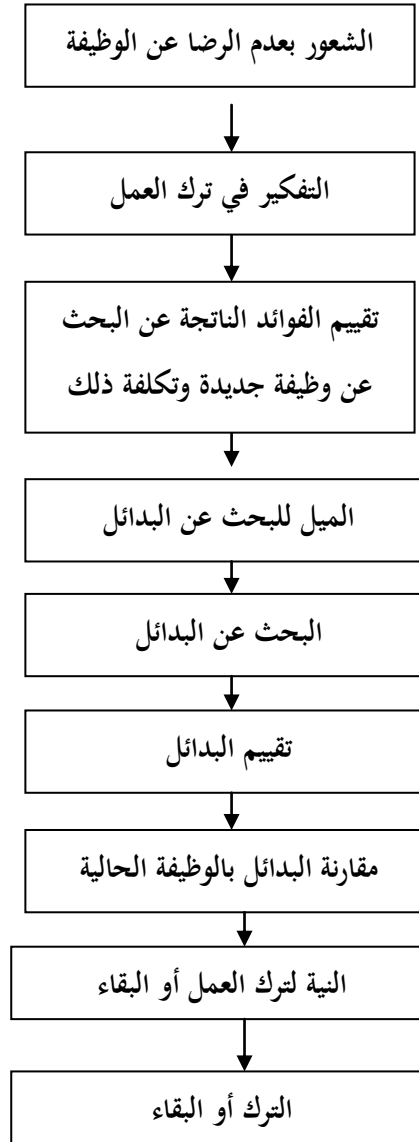 الشعور بعدم الرضا عن الوظيفة
التفكير في ترك العمل
تقييم الفوائد الناتجة عن البحث
عن وظيفة جديدة وتكلفة ذلك
الميل للبحث عن البدائل
البحث عن البدائل
تقييم البدائل
مقارنة البدائل بالوظيفة الحالية
النية لترك العمل أو البقاء
الترك أو البقاء